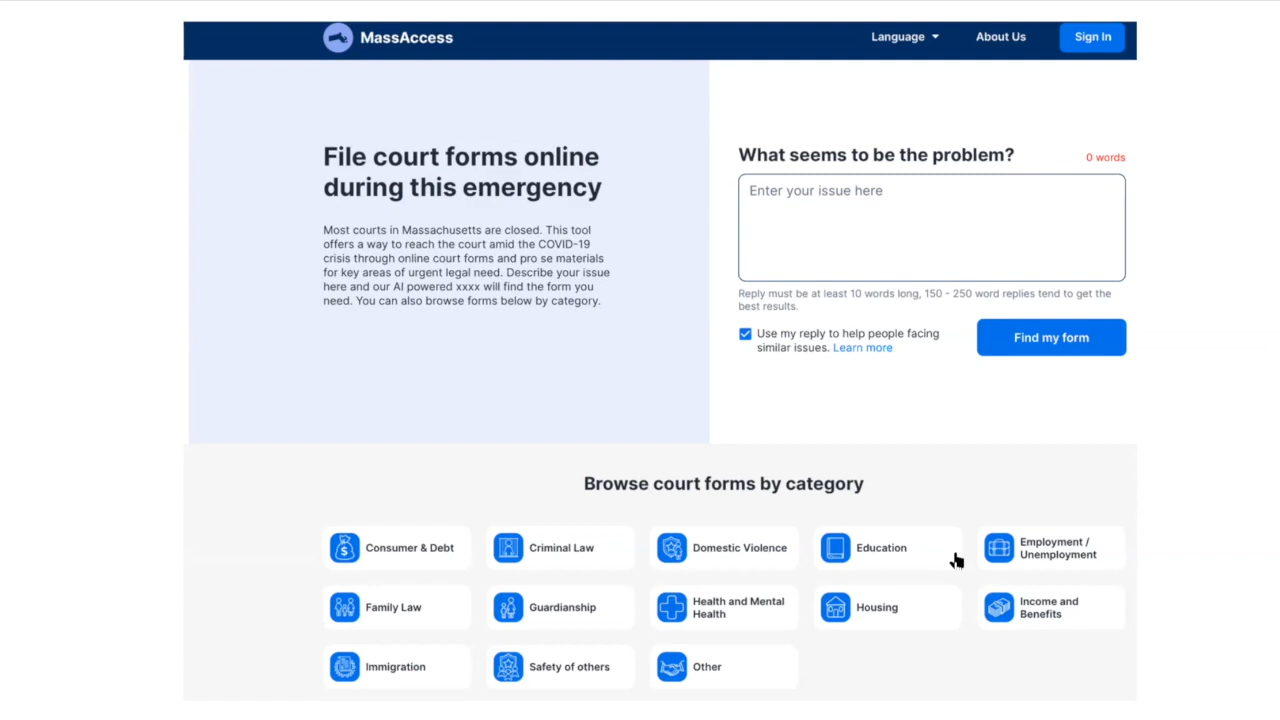 MassAccess
Language
About Us
Sign In
File court forms online
during this emergency
Most courts in Massachusetts are closed. This tool
offers a way to reach the court amid the COVID-19
crisis through online court forms and pro se materials
for key areas of urgent legal need. Describe your issue
here and our AI powered xxxx will find the form you
need. You can also browse forms below by category.
What seems to be the problem?
0 words
Enter your issue here
Reply must be at least 10 words long, 150 - 250 word replies tend to get the
best results.
Use my reply to help people facing
similar issues. Learn more
Find my form
Browse court forms by category
Consumer & Debt
Criminal Law
Domestic Violence
Education
Employment /
Unemployment
Family Law
Guardianship
Health and Mental
Health
Housing
Income and
Benefits
Immigration
Safety of others
Other